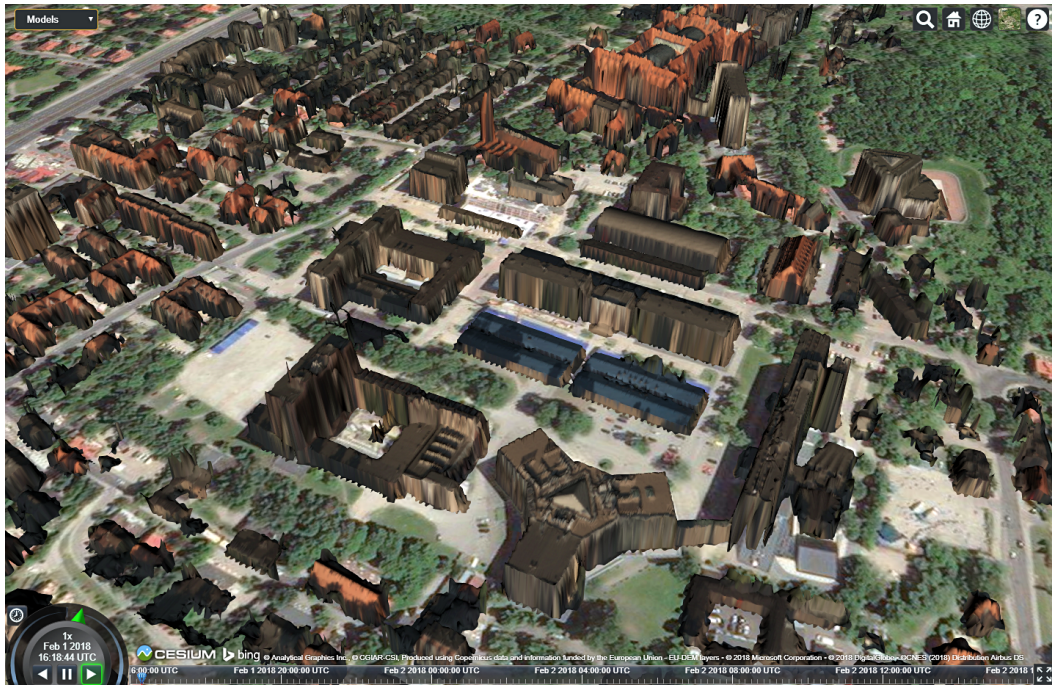 Models
?
1x
Feb 1 2018
16:18:44 UTC
CESIUM bing © Analytical Graphics Inc., © CGIAR-CSI, Produced using Copernicus data and information funded by the European Union - EU-DEM layers • © 2018 Microsoft Corporation • © 2018 DigitalGlobe • ©CNES (2018) Distribution Airbus DS
6:00:00 UTC Feb 1 2018 20:00:00 UTC Feb 2 2018 00:00:00 UTC Feb 2 2018 04:00:00 UTC Feb 2 2018 08:00:00 UTC Feb 2 2018 12:00:00 UTC Feb 2 2018 1